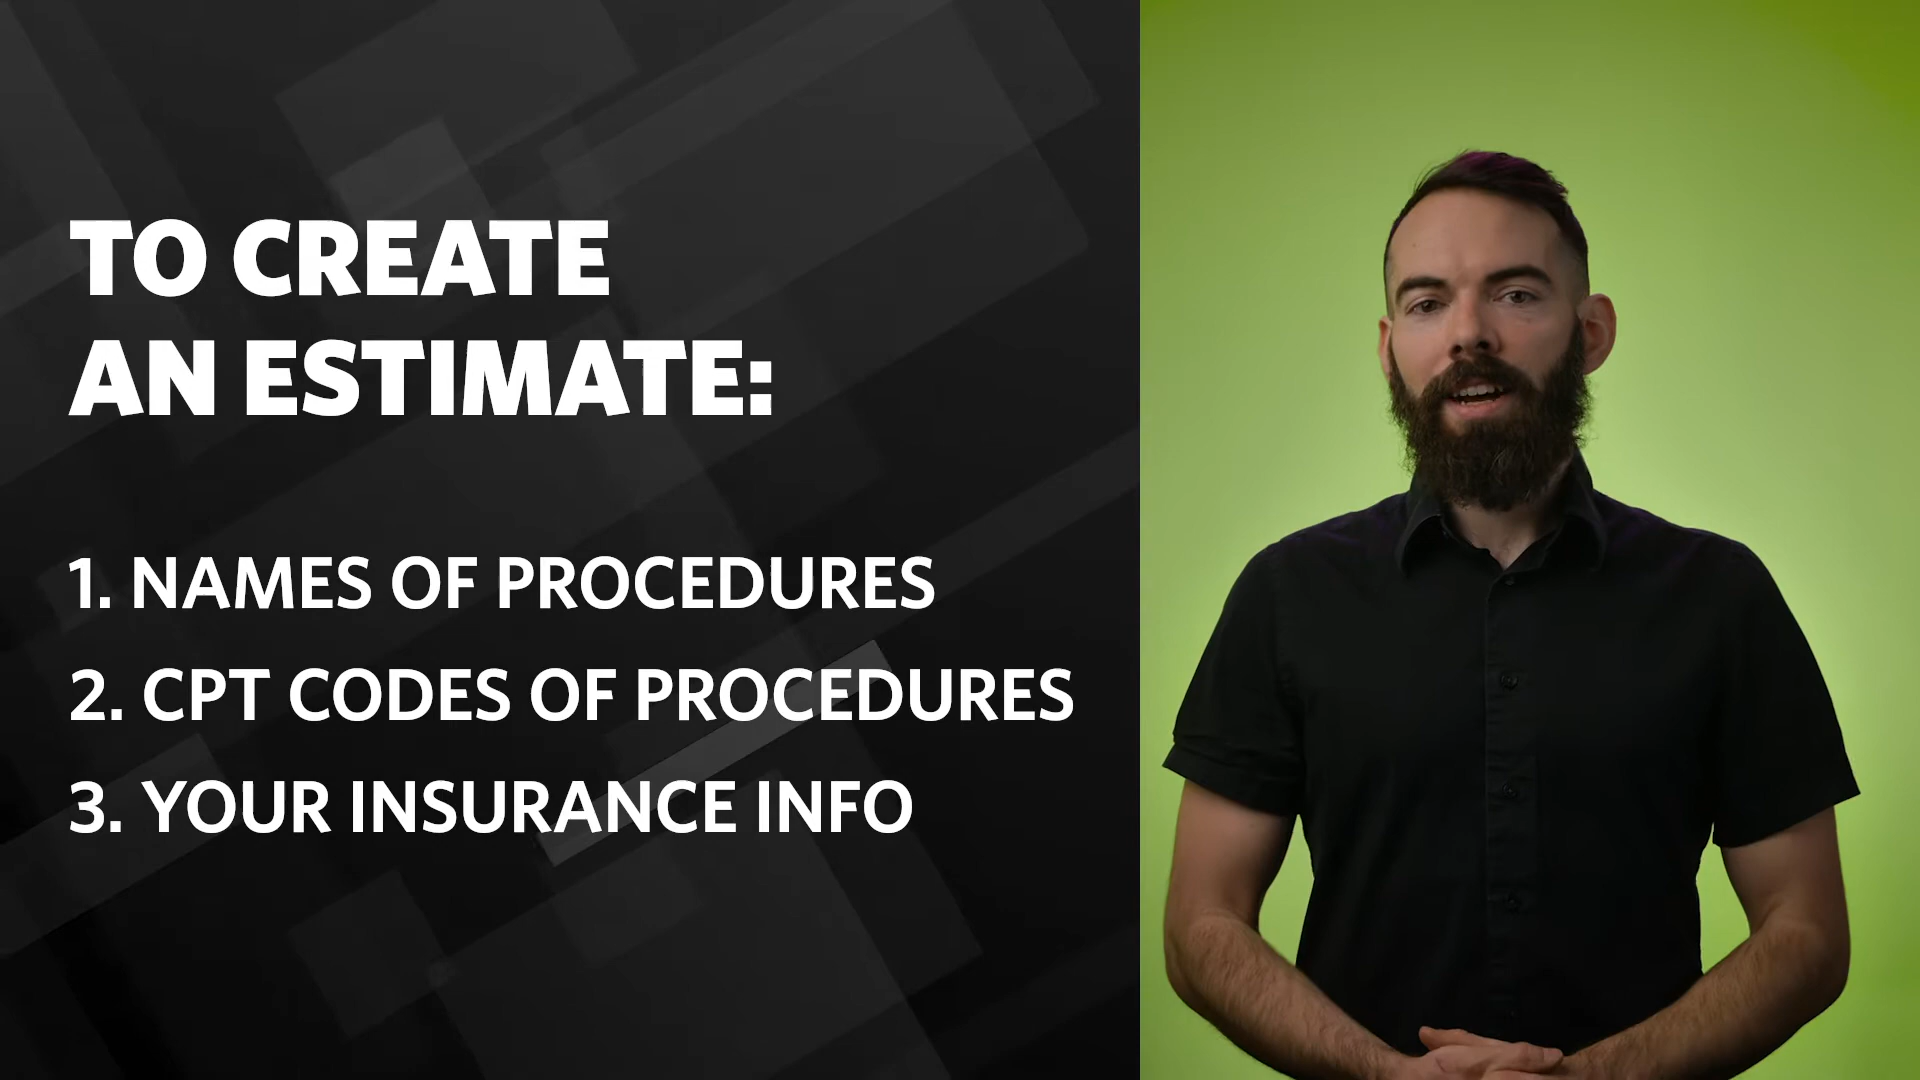 TO CREATE
AN ESTIMATE:
1. NAMES OF PROCEDURES
2. CPT CODES OF PROCEDURES
3. YOUR INSURANCE INFO